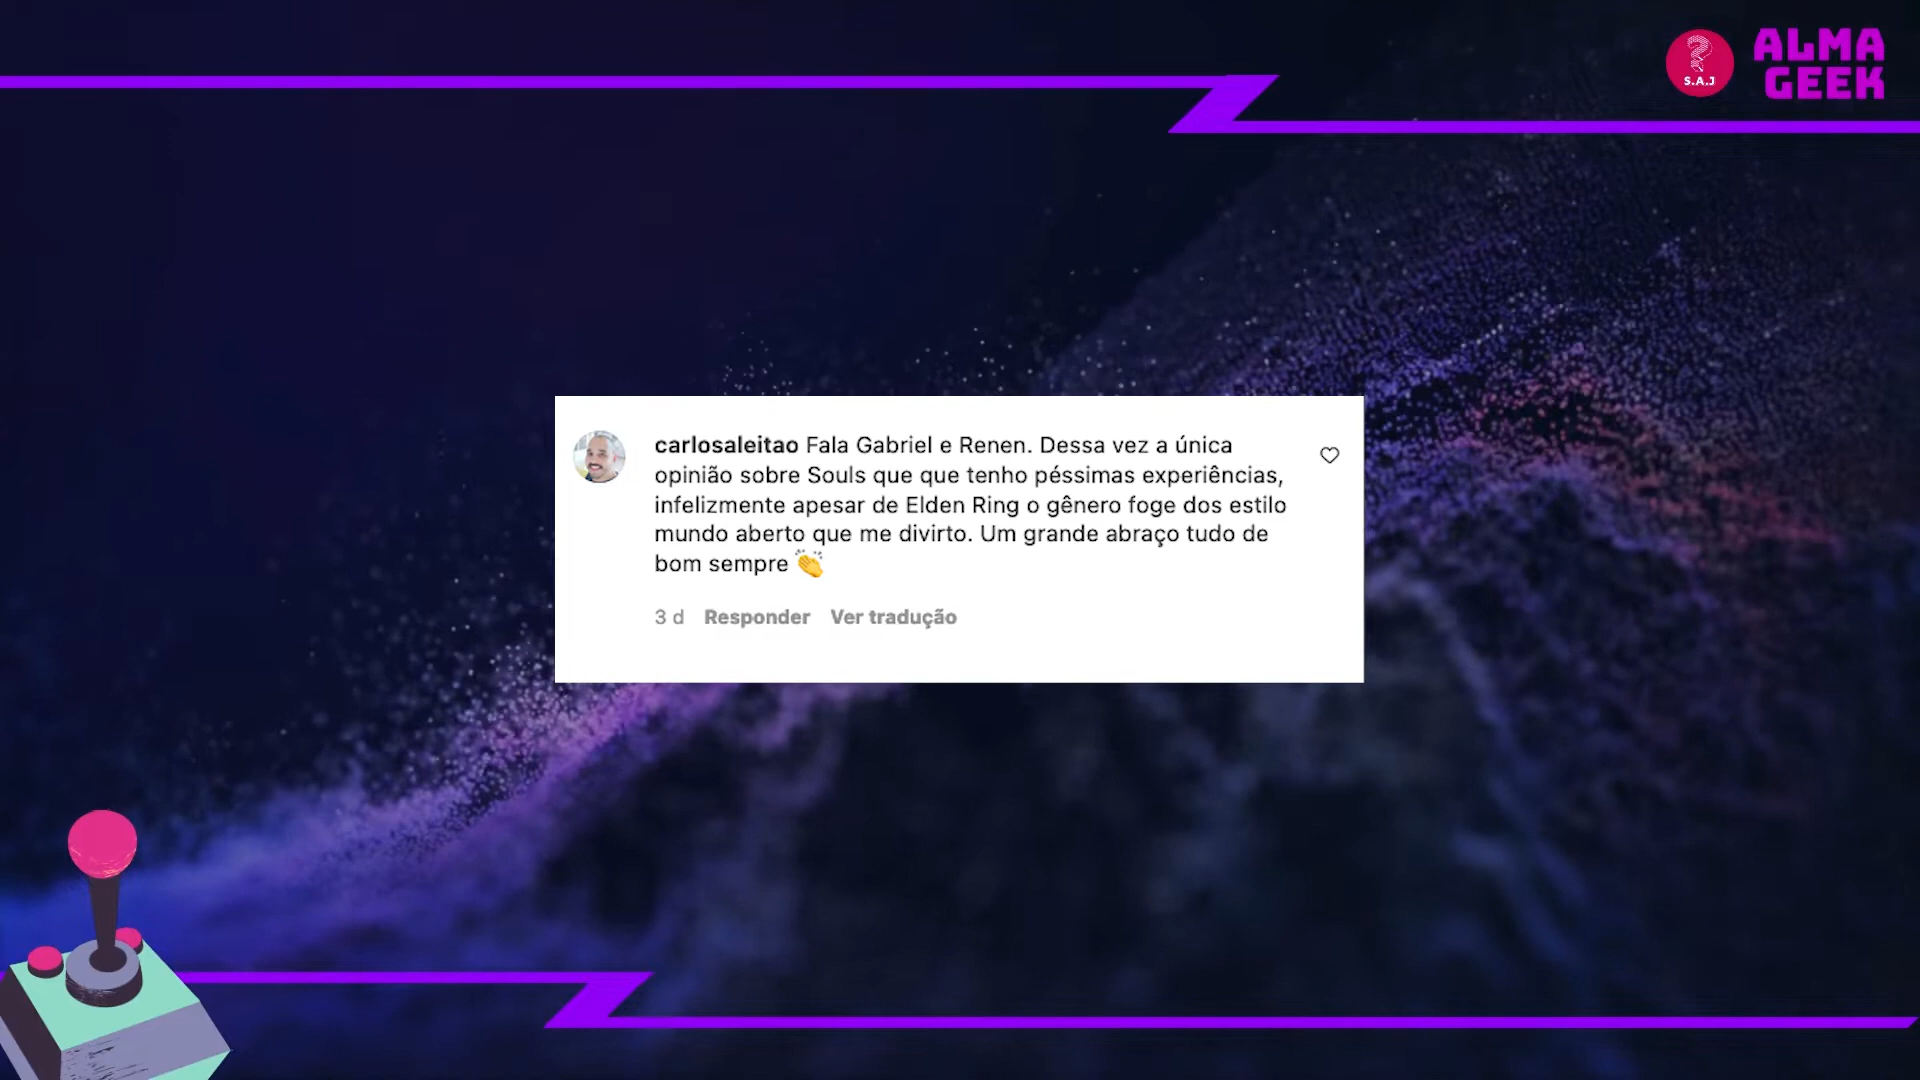 S.A.J
ALMA
GEEK
carlosaleitao Fala Gabriel e Renen. Dessa vez a única
opinião sobre Souls que que tenho péssimas experiências,
infelizmente apesar de Elden Ring o gênero foge dos estilo
mundo aberto que me divirto. Um grande abraço tudo de
bom sempre 👏
3 d Responder Ver tradução